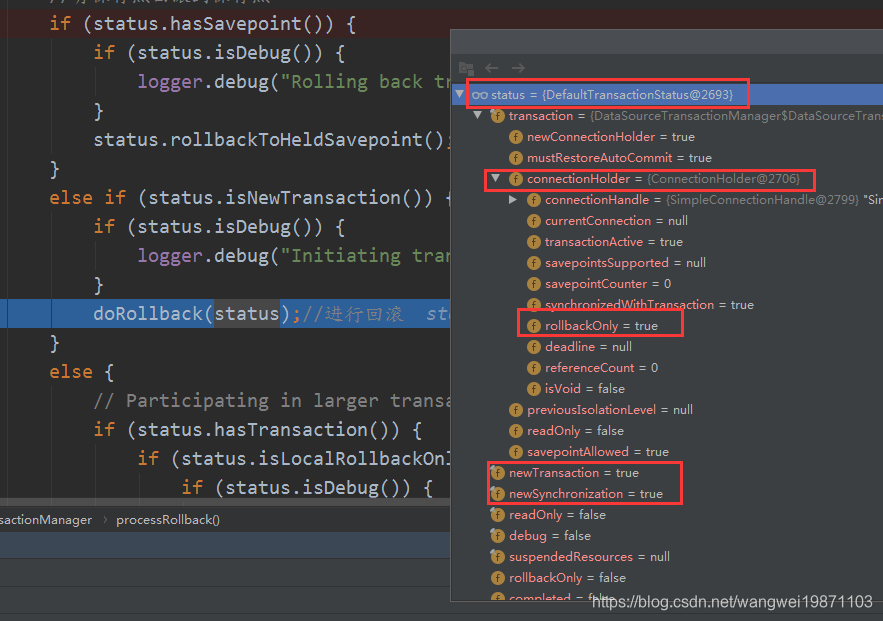 if (status.hasSavepoint()) {
if (status.isDebug()) {
logger.debug("Rolling back tr
}
status.rollbackToHeldSavepoint();
}
else if (status.isNewTransaction()) {
if (status.isDebug()) {
logger.debug("Initiating tran
}
doRollback(status);//进行回滚 st
}
else {
// Participating in larger transa
if (status.hasTransaction()) {
if (status.isLocalRollbackOnl
if (status.isDebug()) {
sactionManager > processRollback()
status = {DefaultTransactionStatus@2693}
transaction = {DataSourceTransactionManager$DataSourceTrans
newConnectionHolder = true
mustRestoreAutoCommit = true
connectionHolder = {ConnectionHolder@2706}
connectionHandle = {SimpleConnectionHandle@2799} "Sim
currentConnection = null
transactionActive = true
savepointsSupported = null
savepointCounter = 0
synchronizedWithTransaction = true
rollbackOnly = true
deadline = null
referenceCount = 0
isVoid = false
previousIsolationLevel = null
readOnly = false
savepointAllowed = true
newTransaction = true
newSynchronization = true
readOnly = false
debug = false
suspendedResources = null
rollbackOnly = false
completed = false
https://blog.csdn.net/wangwei19871103